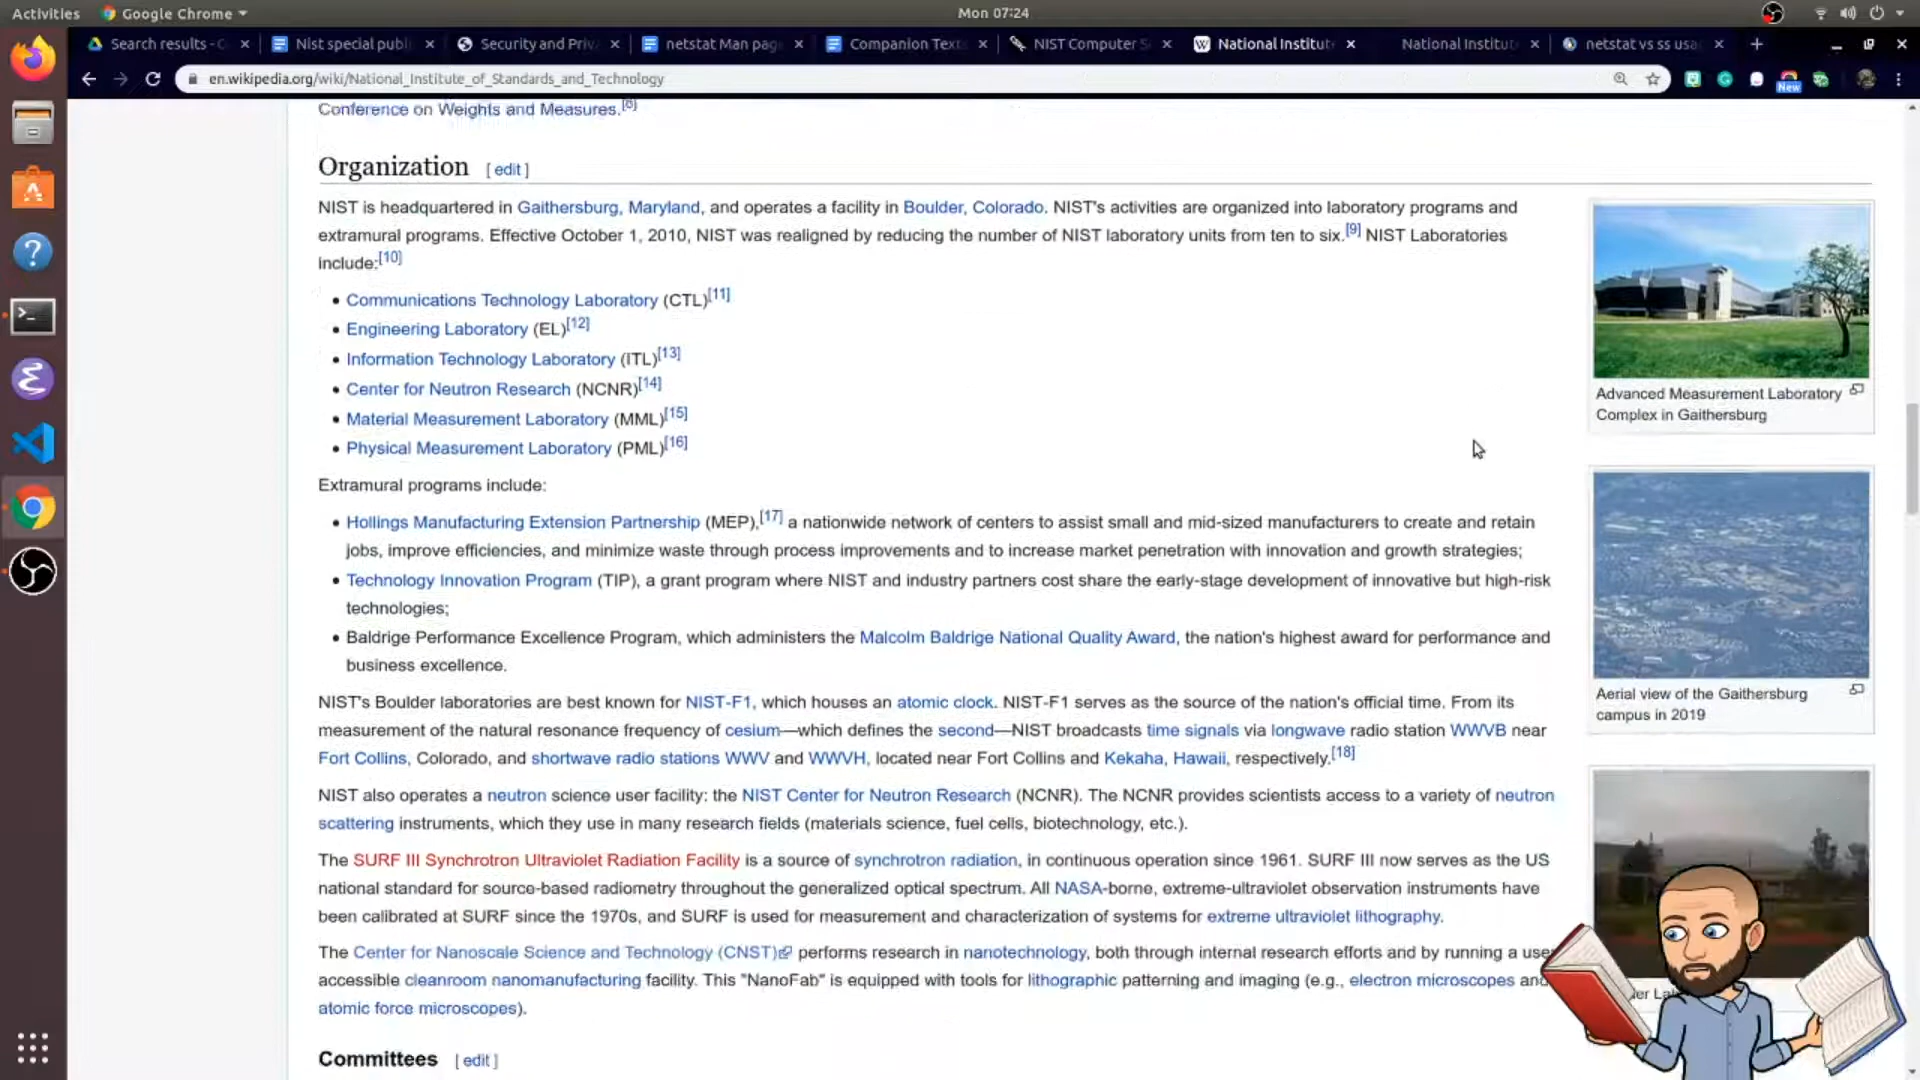 Activities
Google Chrome
Mon 07:24
Search results - G
Nist special publ
Security and Priv
netstat Man pag
Companion Text
NIST Computer S
National Institut
National Institut
netstat vs ss usa
en.wikipedia.org/wiki/National_Institute_of_Standards_and_Technology
New
Conference on Weights and Measures.[8]
Organization [ edit ]
NIST is headquartered in Gaithersburg, Maryland, and operates a facility in Boulder, Colorado. NIST's activities are organized into laboratory programs and
extramural programs. Effective October 1, 2010, NIST was realigned by reducing the number of NIST laboratory units from ten to six.[9] NIST Laboratories
include:[10]
• Communications Technology Laboratory (CTL)[11]
• Engineering Laboratory (EL)[12]
• Information Technology Laboratory (ITL)[13]
• Center for Neutron Research (NCNR)[14]
• Material Measurement Laboratory (MML)[15]
• Physical Measurement Laboratory (PML)[16]
Extramural programs include:
• Hollings Manufacturing Extension Partnership (MEP),[17] a nationwide network of centers to assist small and mid-sized manufacturers to create and retain
jobs, improve efficiencies, and minimize waste through process improvements and to increase market penetration with innovation and growth strategies;
• Technology Innovation Program (TIP), a grant program where NIST and industry partners cost share the early-stage development of innovative but high-risk
technologies;
• Baldrige Performance Excellence Program, which administers the Malcolm Baldrige National Quality Award, the nation's highest award for performance and
business excellence.
NIST's Boulder laboratories are best known for NIST-F1, which houses an atomic clock. NIST-F1 serves as the source of the nation's official time. From its
measurement of the natural resonance frequency of cesium—which defines the second—NIST broadcasts time signals via longwave radio station WWVB near
Fort Collins, Colorado, and shortwave radio stations WWV and WWVH, located near Fort Collins and Kekaha, Hawaii, respectively.[18]
NIST also operates a neutron science user facility: the NIST Center for Neutron Research (NCNR). The NCNR provides scientists access to a variety of neutron
scattering instruments, which they use in many research fields (materials science, fuel cells, biotechnology, etc.).
The SURF III Synchrotron Ultraviolet Radiation Facility is a source of synchrotron radiation, in continuous operation since 1961. SURF III now serves as the US
national standard for source-based radiometry throughout the generalized optical spectrum. All NASA-borne, extreme-ultraviolet observation instruments have
been calibrated at SURF since the 1970s, and SURF is used for measurement and characterization of systems for extreme ultraviolet lithography.
The Center for Nanoscale Science and Technology (CNST) performs research in nanotechnology, both through internal research efforts and by running a user
accessible cleanroom nanomanufacturing facility. This "NanoFab" is equipped with tools for lithographic patterning and imaging (e.g., electron microscopes and
atomic force microscopes).
Committees [ edit ]
Advanced Measurement Laboratory
Complex in Gaithersburg
Aerial view of the Gaithersburg
campus in 2019